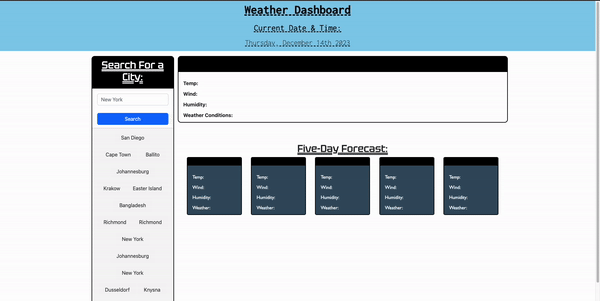 Weather Dashboard
Current Date & Time:
Thursday, December 14th 2023
Search For a
City:
New York
Search
San Diego
Cape Town Ballito
Johannesburg
Krakow Easter Island
Bangladesh
Richmond Richmond
New York
Johannesburg
New York
Dusseldorf Knysna
Temp:
Wind:
Humidity:
Weather Conditions:
Five-Day Forecast:
Temp: Temp: Temp: Temp: Temp:
Wind: Wind: Wind: Wind: Wind:
Humidity: Humidity: Humidity: Humidity: Humidity:
Weather: Weather: Weather: Weather: Weather: